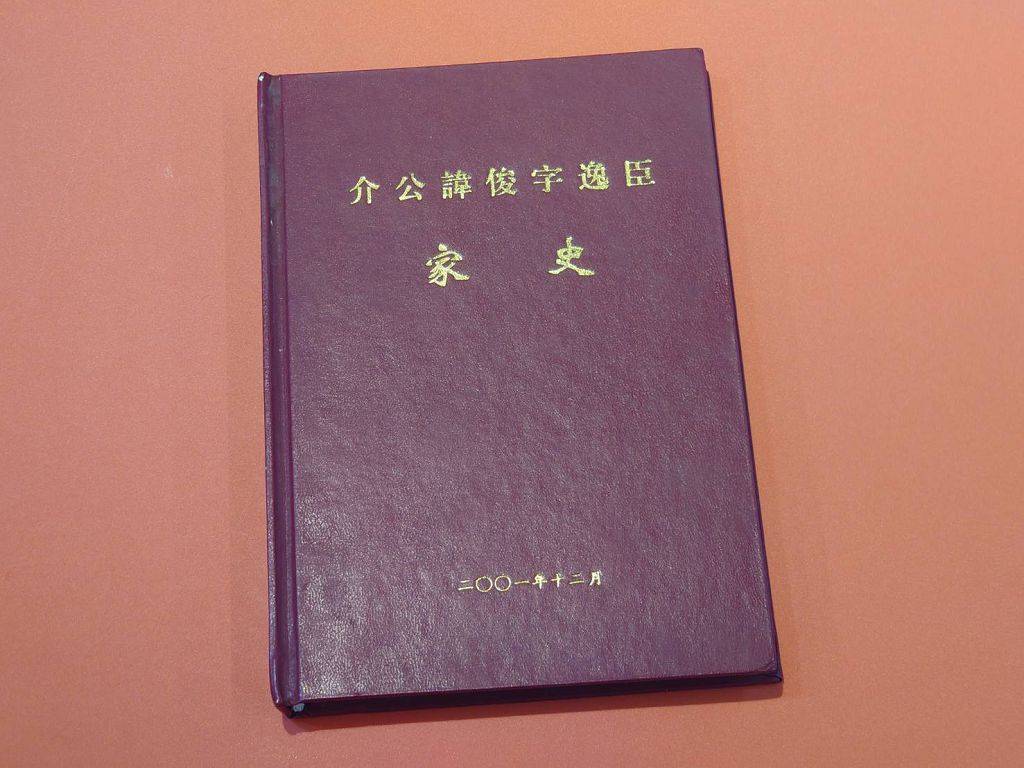 介公諱俊字逸臣
家史
二〇〇一年十二月